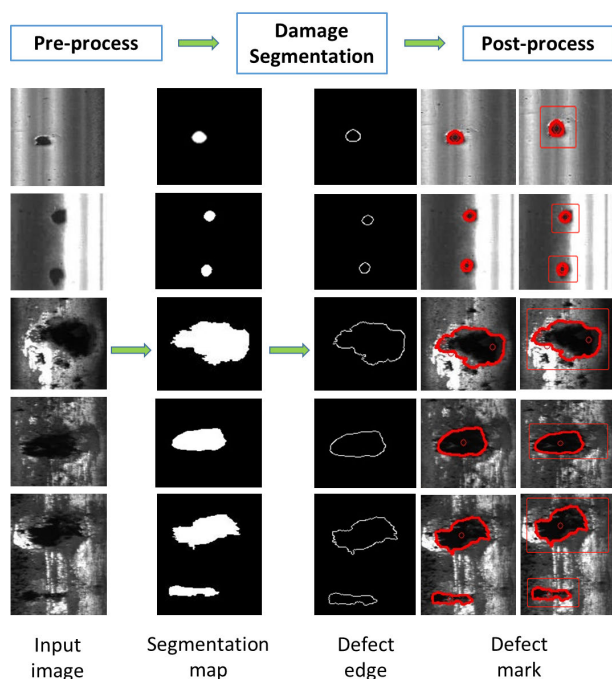 Pre-process
Damage
Segmentation
Post-process
Input
image
Segmentation
map
Defect
edge
Defect
mark